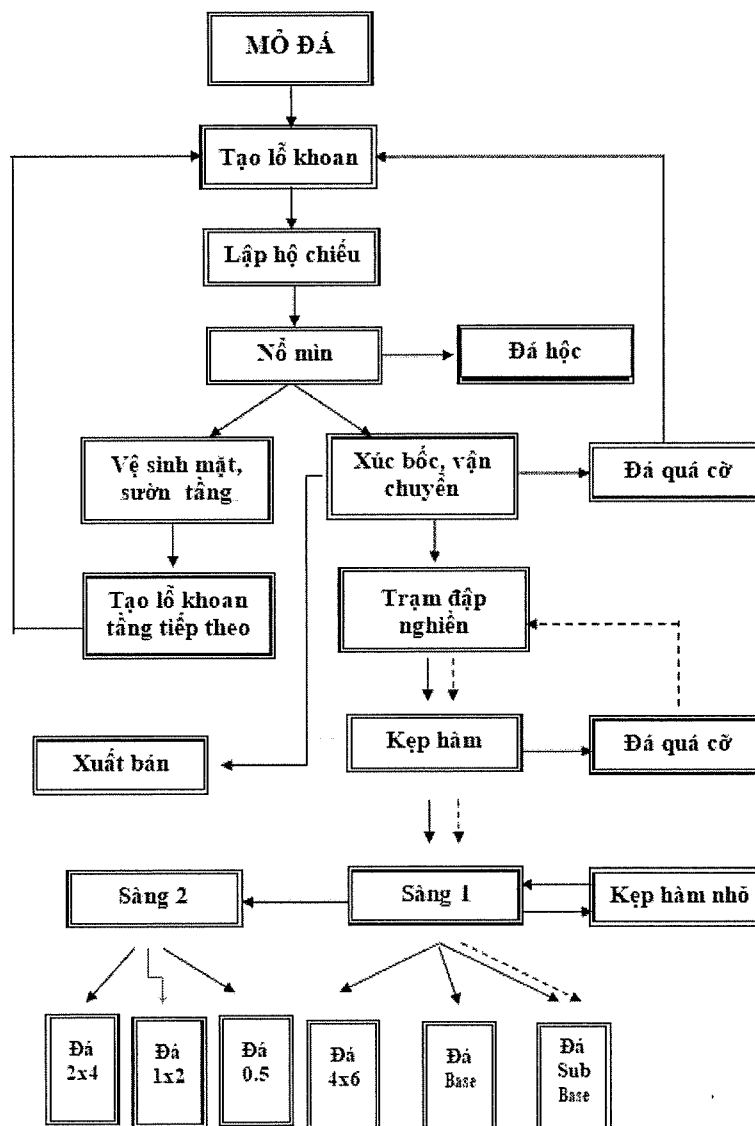 MỎ ĐÁ
Tạo lỗ khoan
Lập hộ chiếu
Nổ mìn
Đá hộc
Vệ sinh mặt,
sườn tầng
Xúc bốc, vận
chuyển
Đá quá cỡ
Tạo lỗ khoan
tầng tiếp theo
Trạm đập
nghiền
Kẹp hàm
Đá quá cỡ
Xuất bán
Sàng 2
Sàng 1
Kẹp hàm nhỏ
Đá
2x4
Đá
1x2
Đá
0.5
Đá
4x6
Đá
Base
Đá
Sub
Base